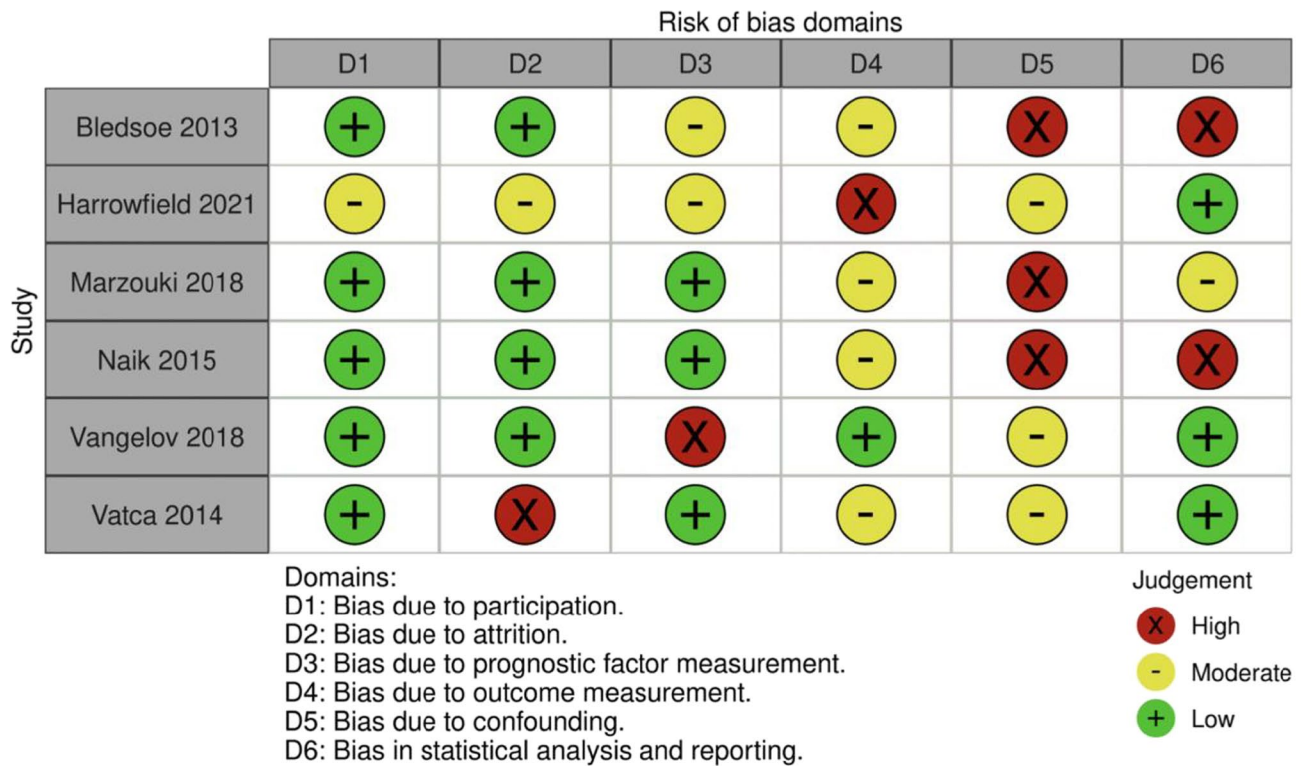 Risk of bias domains
D1 D2 D3 D4 D5 D6
Study
Bledsoe 2013 + + - - X X
Harrowfield 2021 - - - X - +
Marzouki 2018 + + + - X -
Naik 2015 + + + - X X
Vangelov 2018 + + X + - +
Vatca 2014 + X + - - +
Domains:
D1: Bias due to participation.
D2: Bias due to attrition.
D3: Bias due to prognostic factor measurement.
D4: Bias due to outcome measurement.
D5: Bias due to confounding.
D6: Bias in statistical analysis and reporting.
Judgement
X High
- Moderate
+ Low